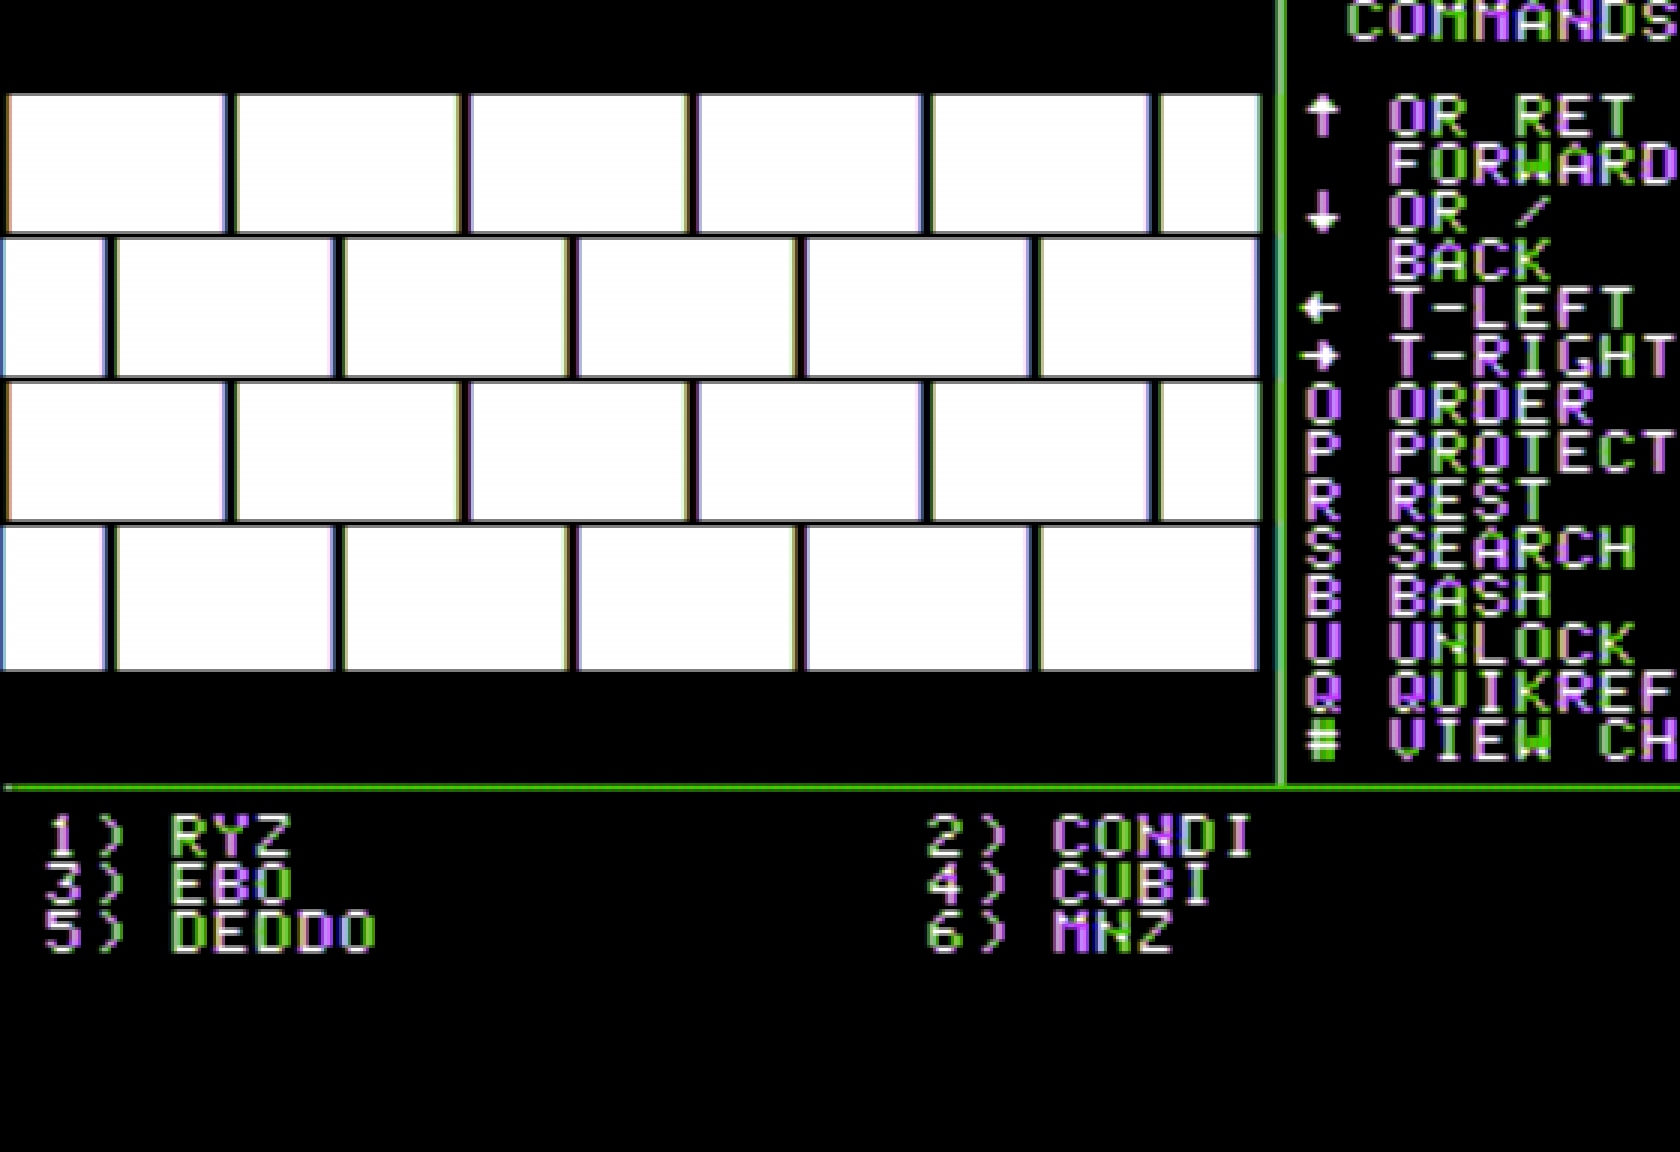 COMMANDS
↑ OR RET
FORWARD
↓ OR /
BACK
← T-LEFT
→ T-RIGHT
O ORDER
P PROTECT
R REST
S SEARCH
B BASH
U UNLOCK
Q QUIKREF
# VIEW CH
1) RYZ 2) CONDI
3) EBO 4) CUBI
5) DEDDO 6) MNZ